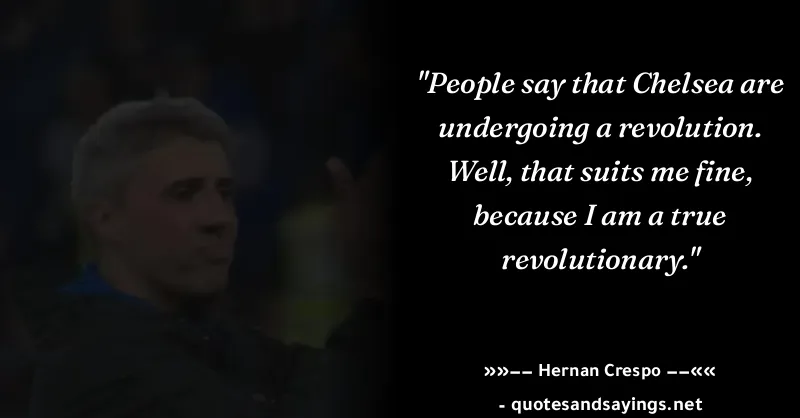 "People say that Chelsea are
undergoing a revolution.
Well, that suits me fine,
because I am a true
revolutionary."
»»−− Hernan Crespo −−««
- quotesandsayings.net